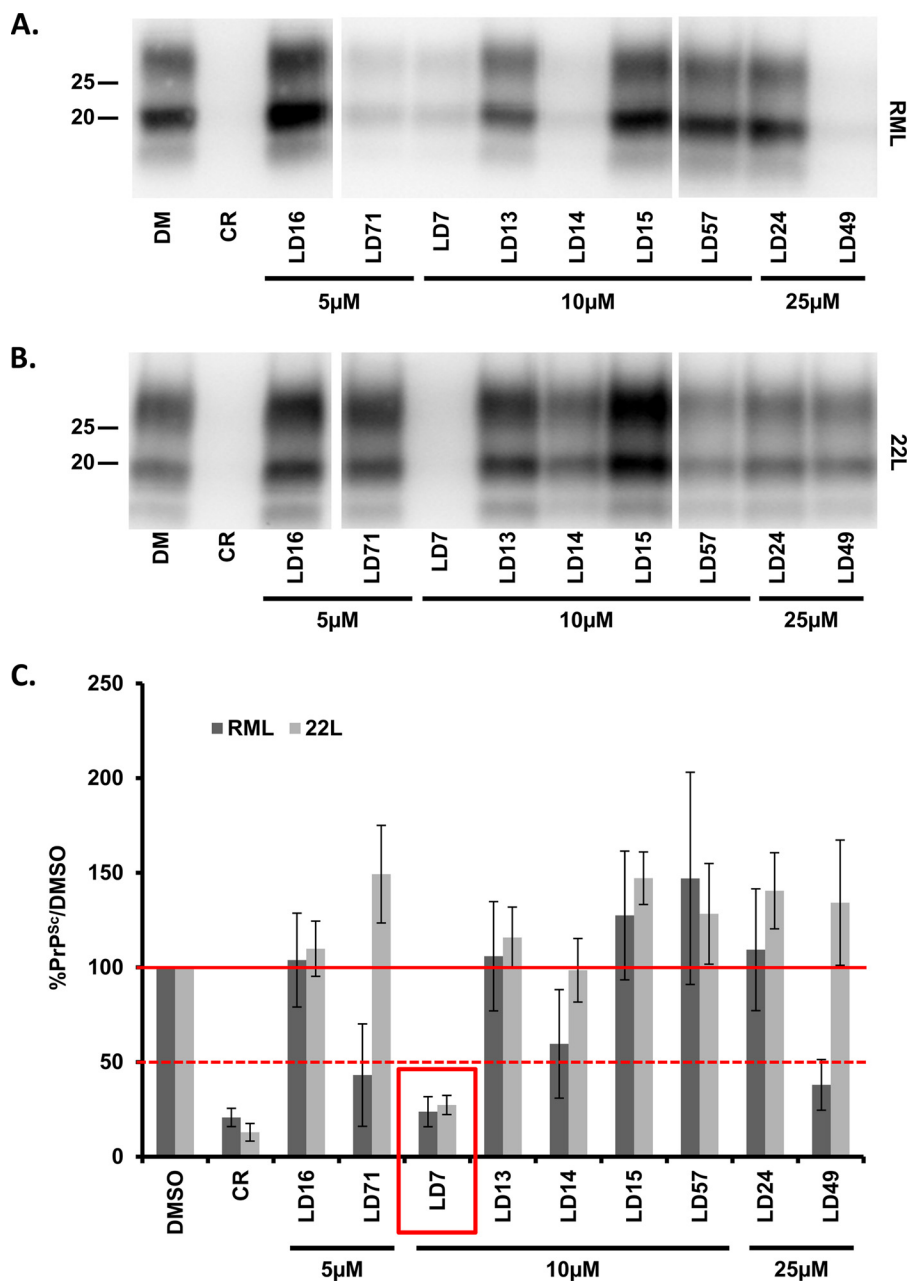 A.
25
20
RML
DM CR LD16 LD71 LD7 LD13 LD14 LD15 LD57 LD24 LD49
5µM 10µM 25µM
B.
25
20
22L
DM CR LD16 LD71 LD7 LD13 LD14 LD15 LD57 LD24 LD49
5µM 10µM 25µM
C.
250
RML 22L
200
150
100
50
0
%PrPSc/DMSO
DMSO CR LD16 LD71 LD7 LD13 LD14 LD15 LD57 LD24 LD49
5µM 10µM 25µM